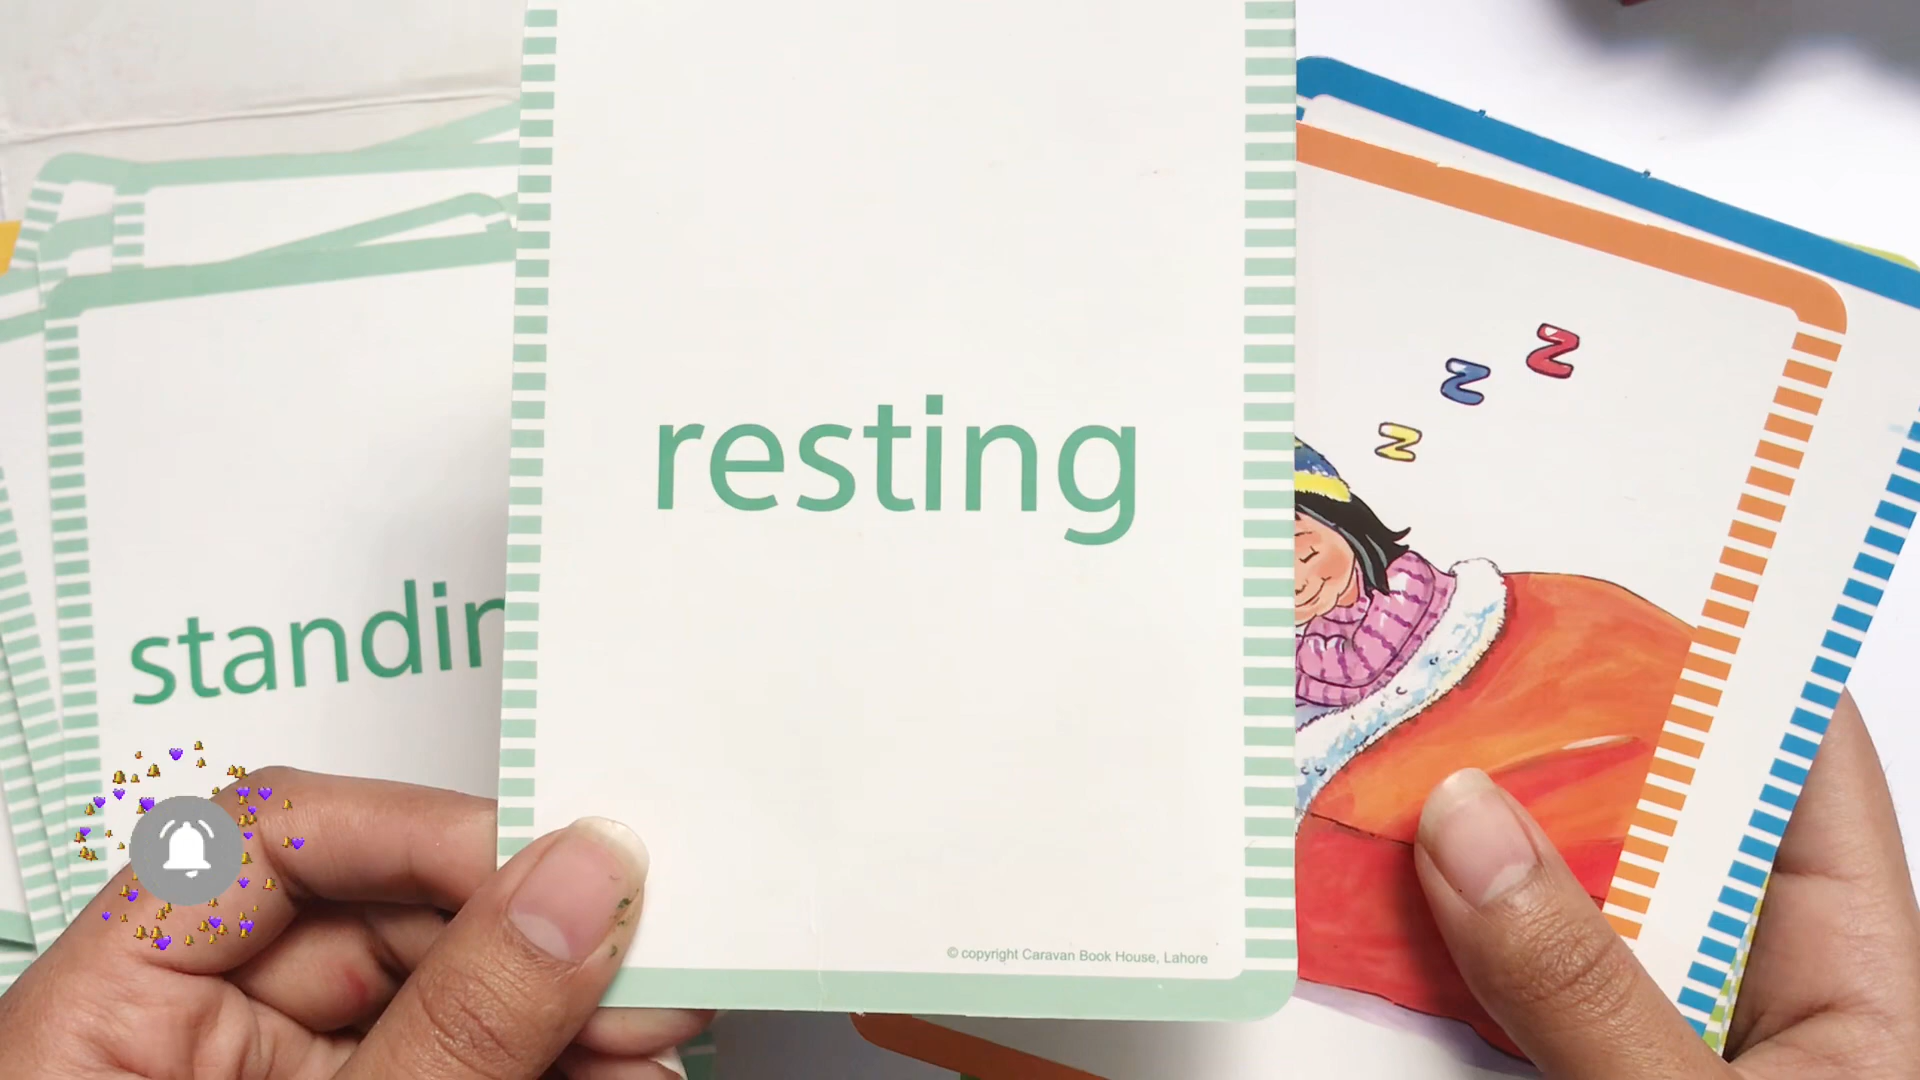 resting
standin
z
z
z
© copyright Caravan Book House, Lahore